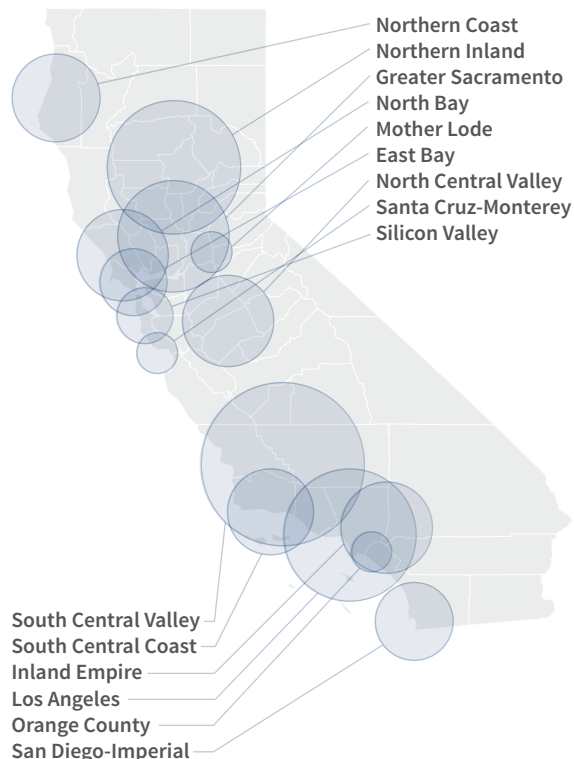 Northern Coast
Northern Inland
Greater Sacramento
North Bay
Mother Lode
East Bay
North Central Valley
Santa Cruz-Monterey
Silicon Valley
South Central Valley
South Central Coast
Inland Empire
Los Angeles
Orange County
San Diego-Imperial